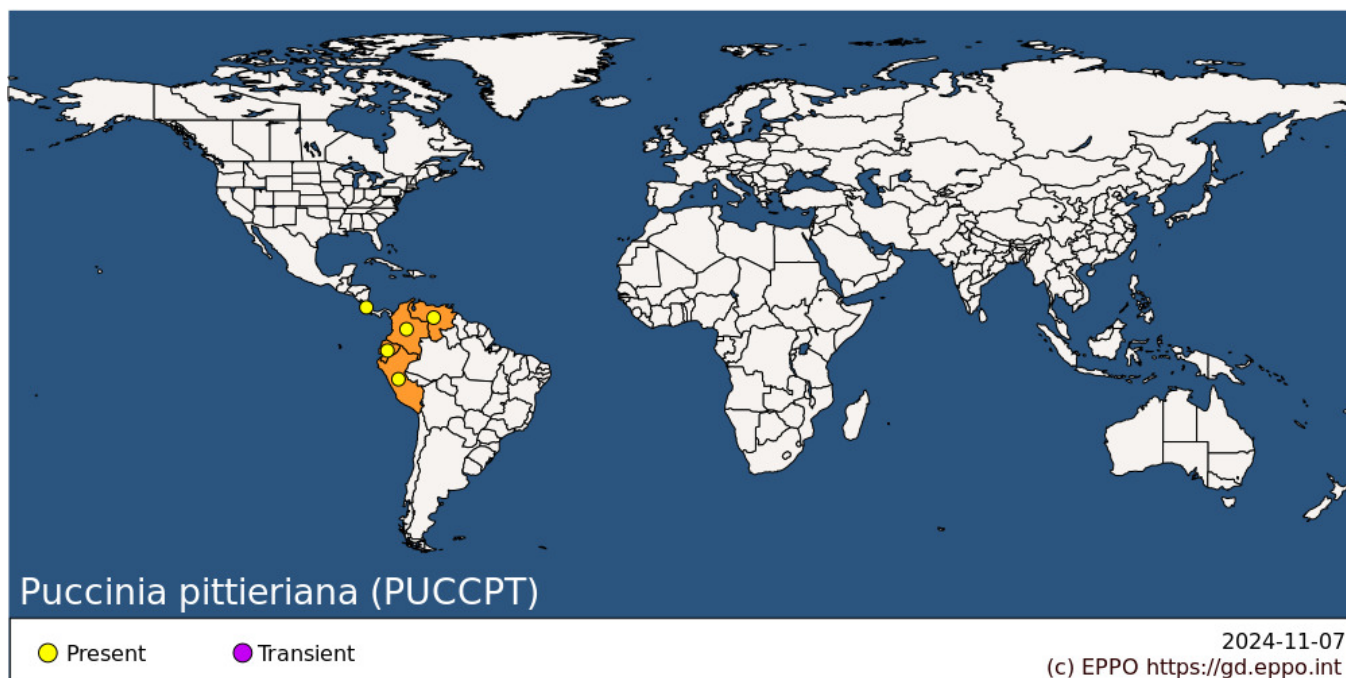 Puccinia pittieriana (PUCCPT)
Present
Transient
2024-11-07
(c) EPPO https://gd.eppo.int